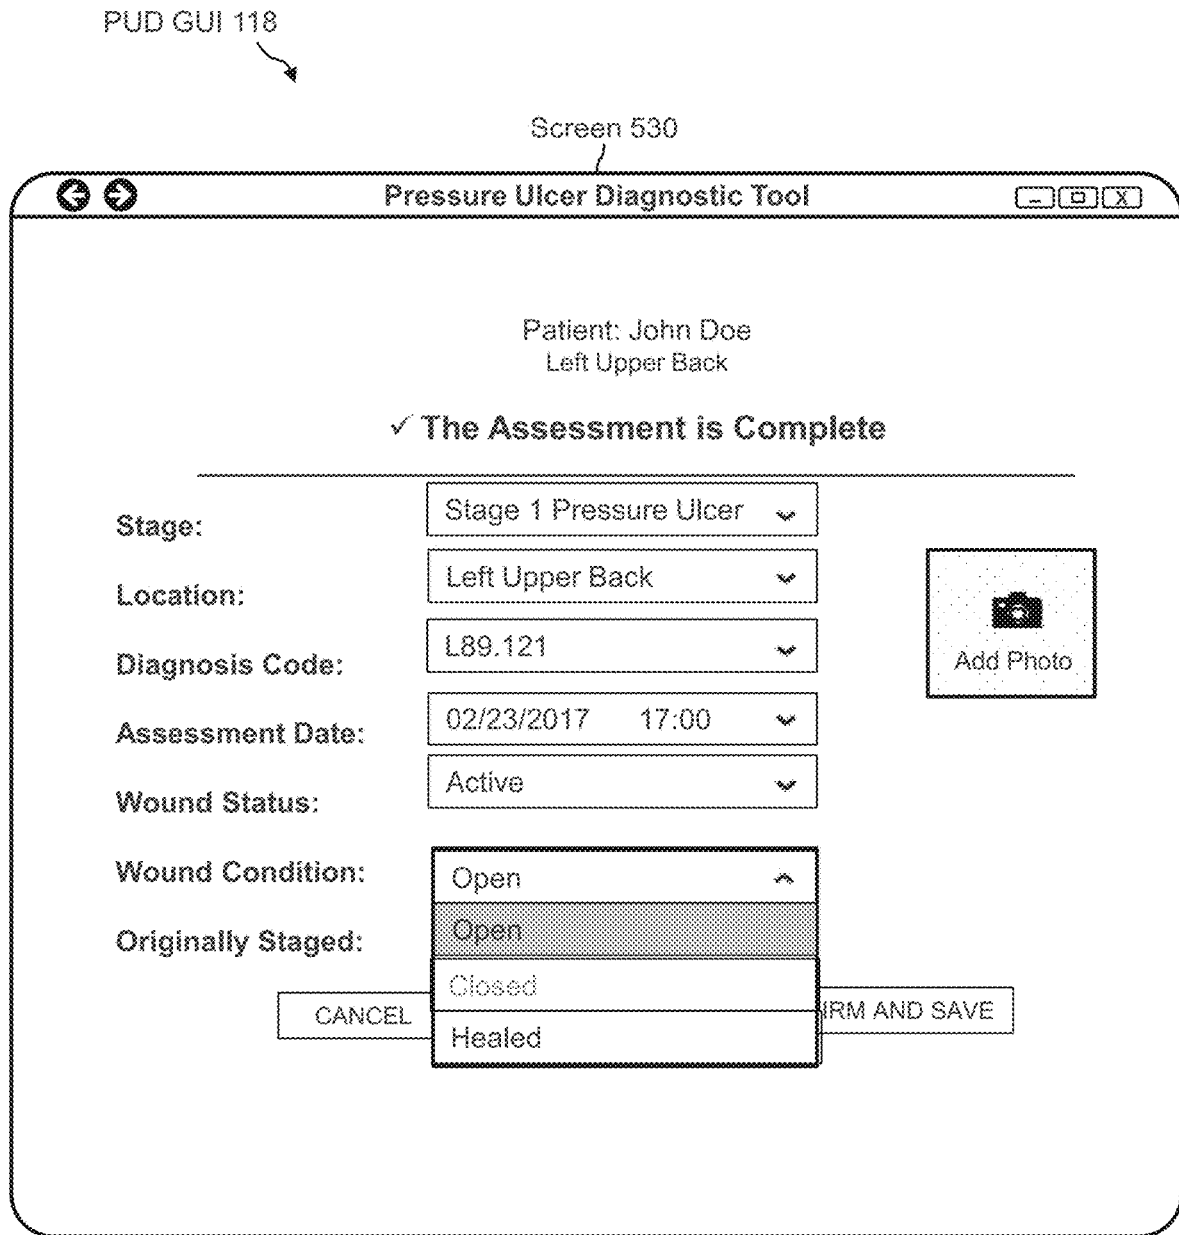 PUD GUI 118
Screen 530
Pressure Ulcer Diagnostic Tool
X
Patient: John Doe
Left Upper Back
✓ The Assessment is Complete
Stage: Stage 1 Pressure Ulcer
Location: Left Upper Back
Diagnosis Code: L89.121
Add Photo
Assessment Date: 02/23/2017 17:00
Wound Status: Active
Wound Condition: Open
Open
Originally Staged:
Closed
CANCEL IRM AND SAVE
Healed